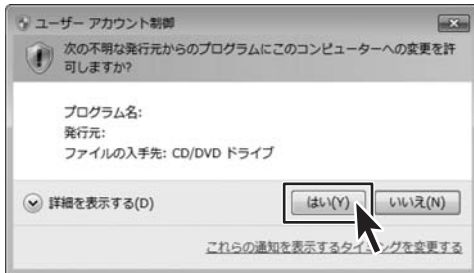 ユーザー アカウント制御
次の不明な発行元からのプログラムにこのコンピューターへの変更を許
可しますか?
プログラム名:
発行元:
ファイルの入手先: CD/DVD ドライブ
詳細を表示する(D)
はい(Y)
いいえ(N)
これらの通知を表示するタイミングを変更する